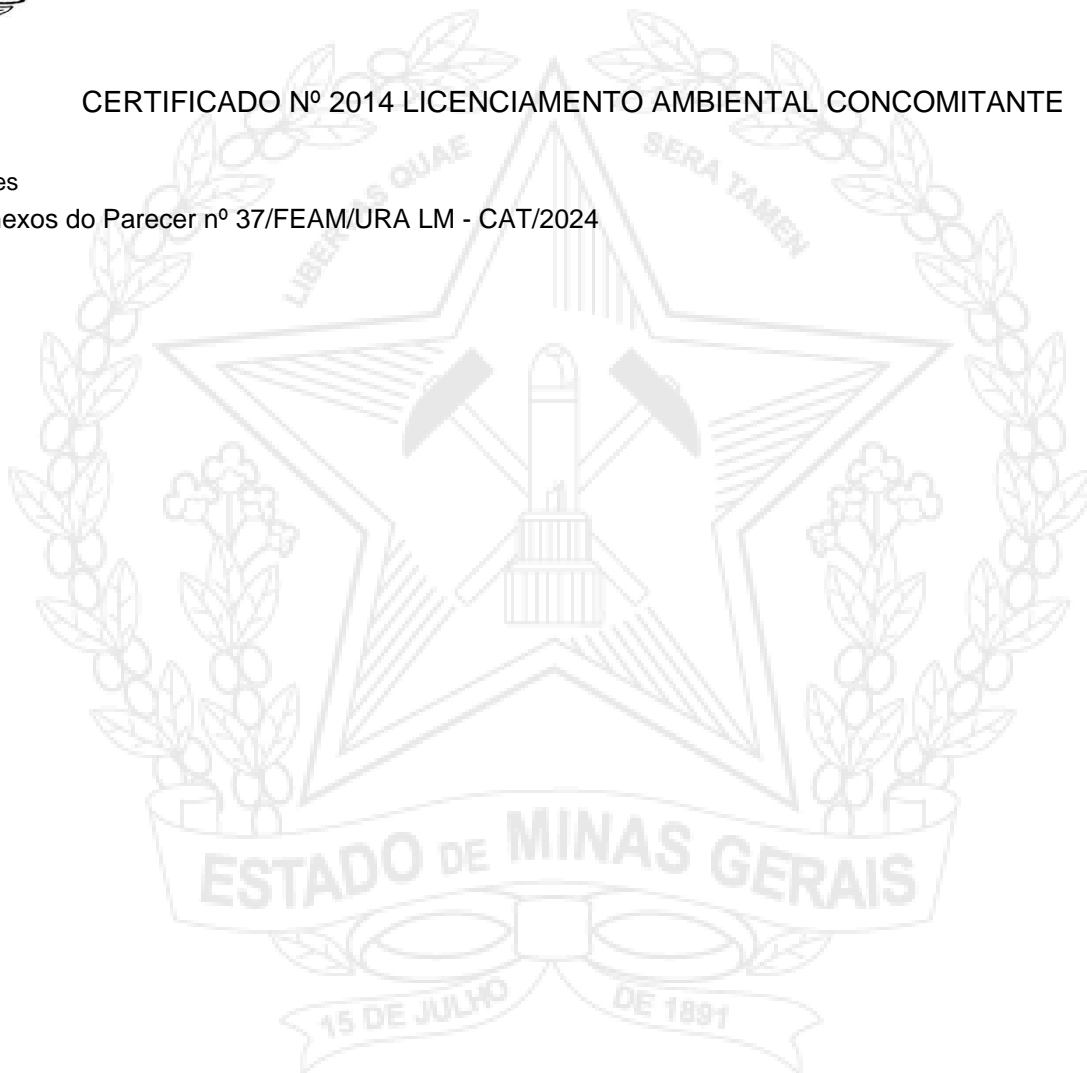 CERTIFICADO Nº 2014 LICENCIAMENTO AMBIENTAL CONCOMITANTE
es
exos do Parecer nº 37/FEAM/URA LM - CAT/2024
LIBERTAS QUAE SERA TAMEN
ESTADO DE MINAS GERAIS
15 DE JULHO DE 1891